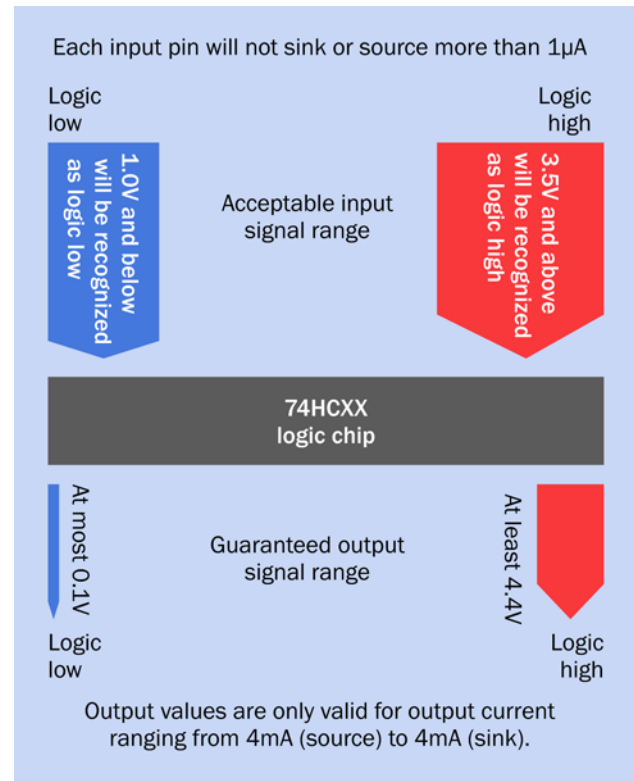 Each input pin will not sink or source more than 1µA
Logic
low
Logic
high
1.0V and below
will be recognized
as logic low
Acceptable input
signal range
3.5V and above
will be recognized
as logic high
74HCXX
logic chip
At most 0.1V
Guaranteed output
signal range
At least 4.4V
Logic
low
Logic
high
Output values are only valid for output current
ranging from 4mA (source) to 4mA (sink).